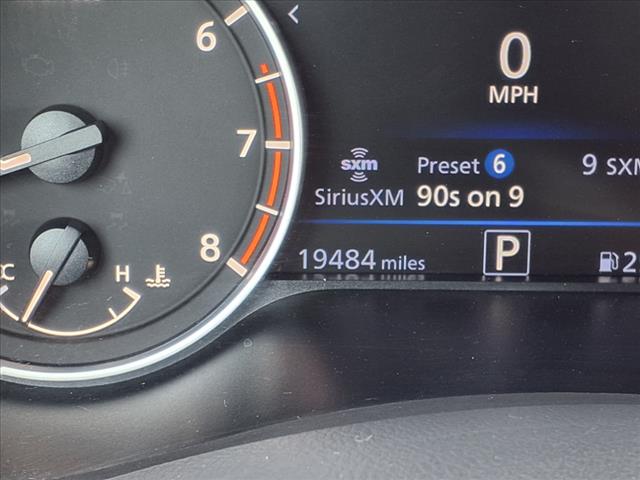 6
7
8
C H
0
MPH
sxm Preset 6 9 SXM
SiriusXM 90s on 9
19484 miles P 2